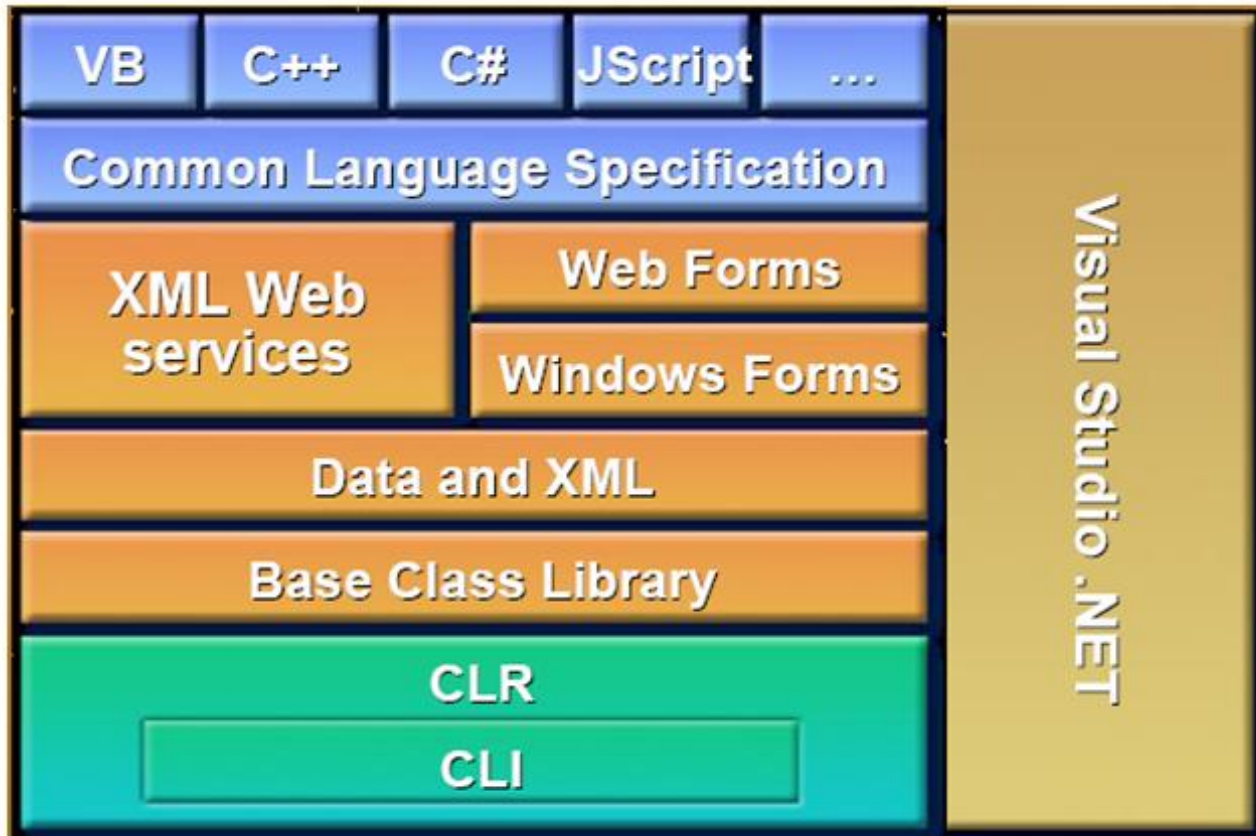 VB
C++
C#
JScript
...
Common Language Specification
XML Web
services
Web Forms
Windows Forms
Data and XML
Base Class Library
CLR
CLI
Visual Studio .NET